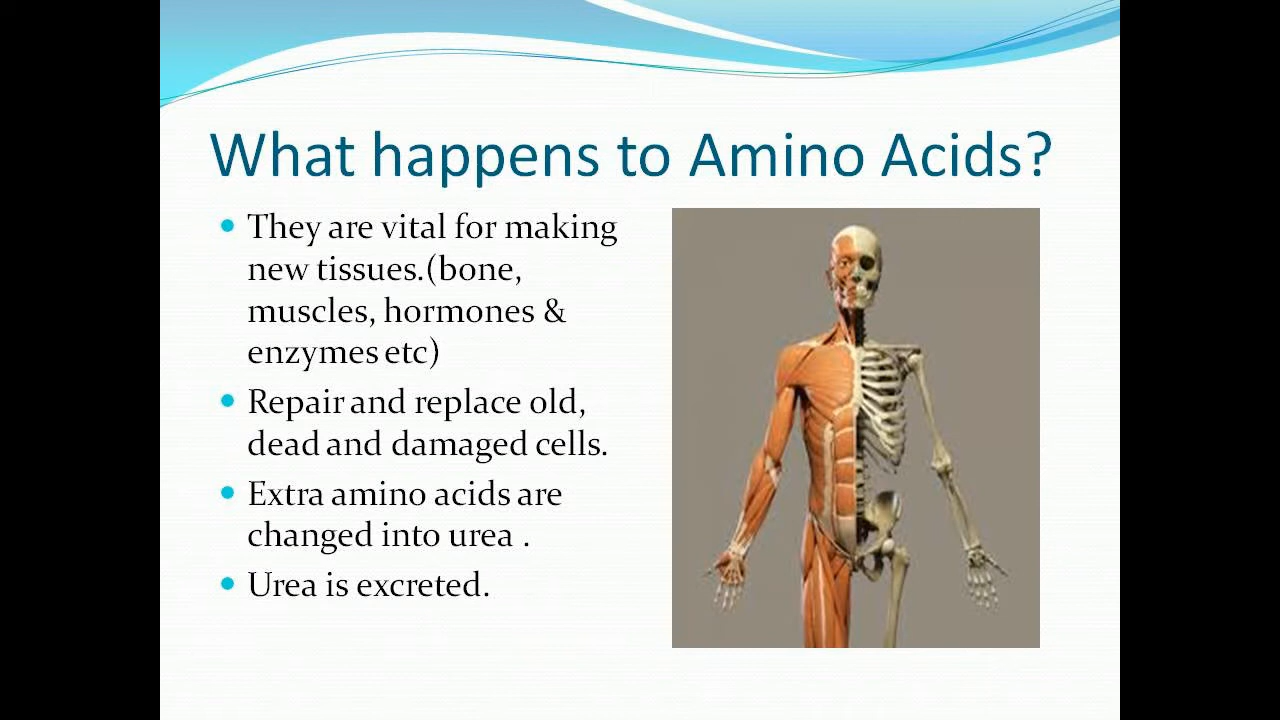 What happens to Amino Acids?
They are vital for making
new tissues.(bone,
muscles, hormones &
enzymes etc)
Repair and replace old,
dead and damaged cells.
Extra amino acids are
changed into urea .
Urea is excreted.